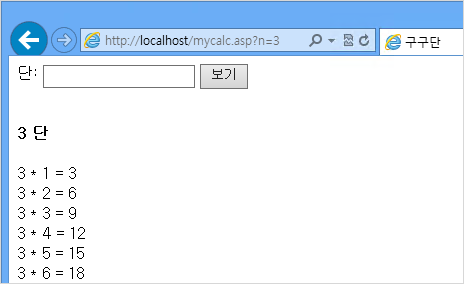 http://localhost/mycalc.asp?n=3
구구단
단:
보기
3 단
3 * 1 = 3
3 * 2 = 6
3 * 3 = 9
3 * 4 = 12
3 * 5 = 15
3 * 6 = 18